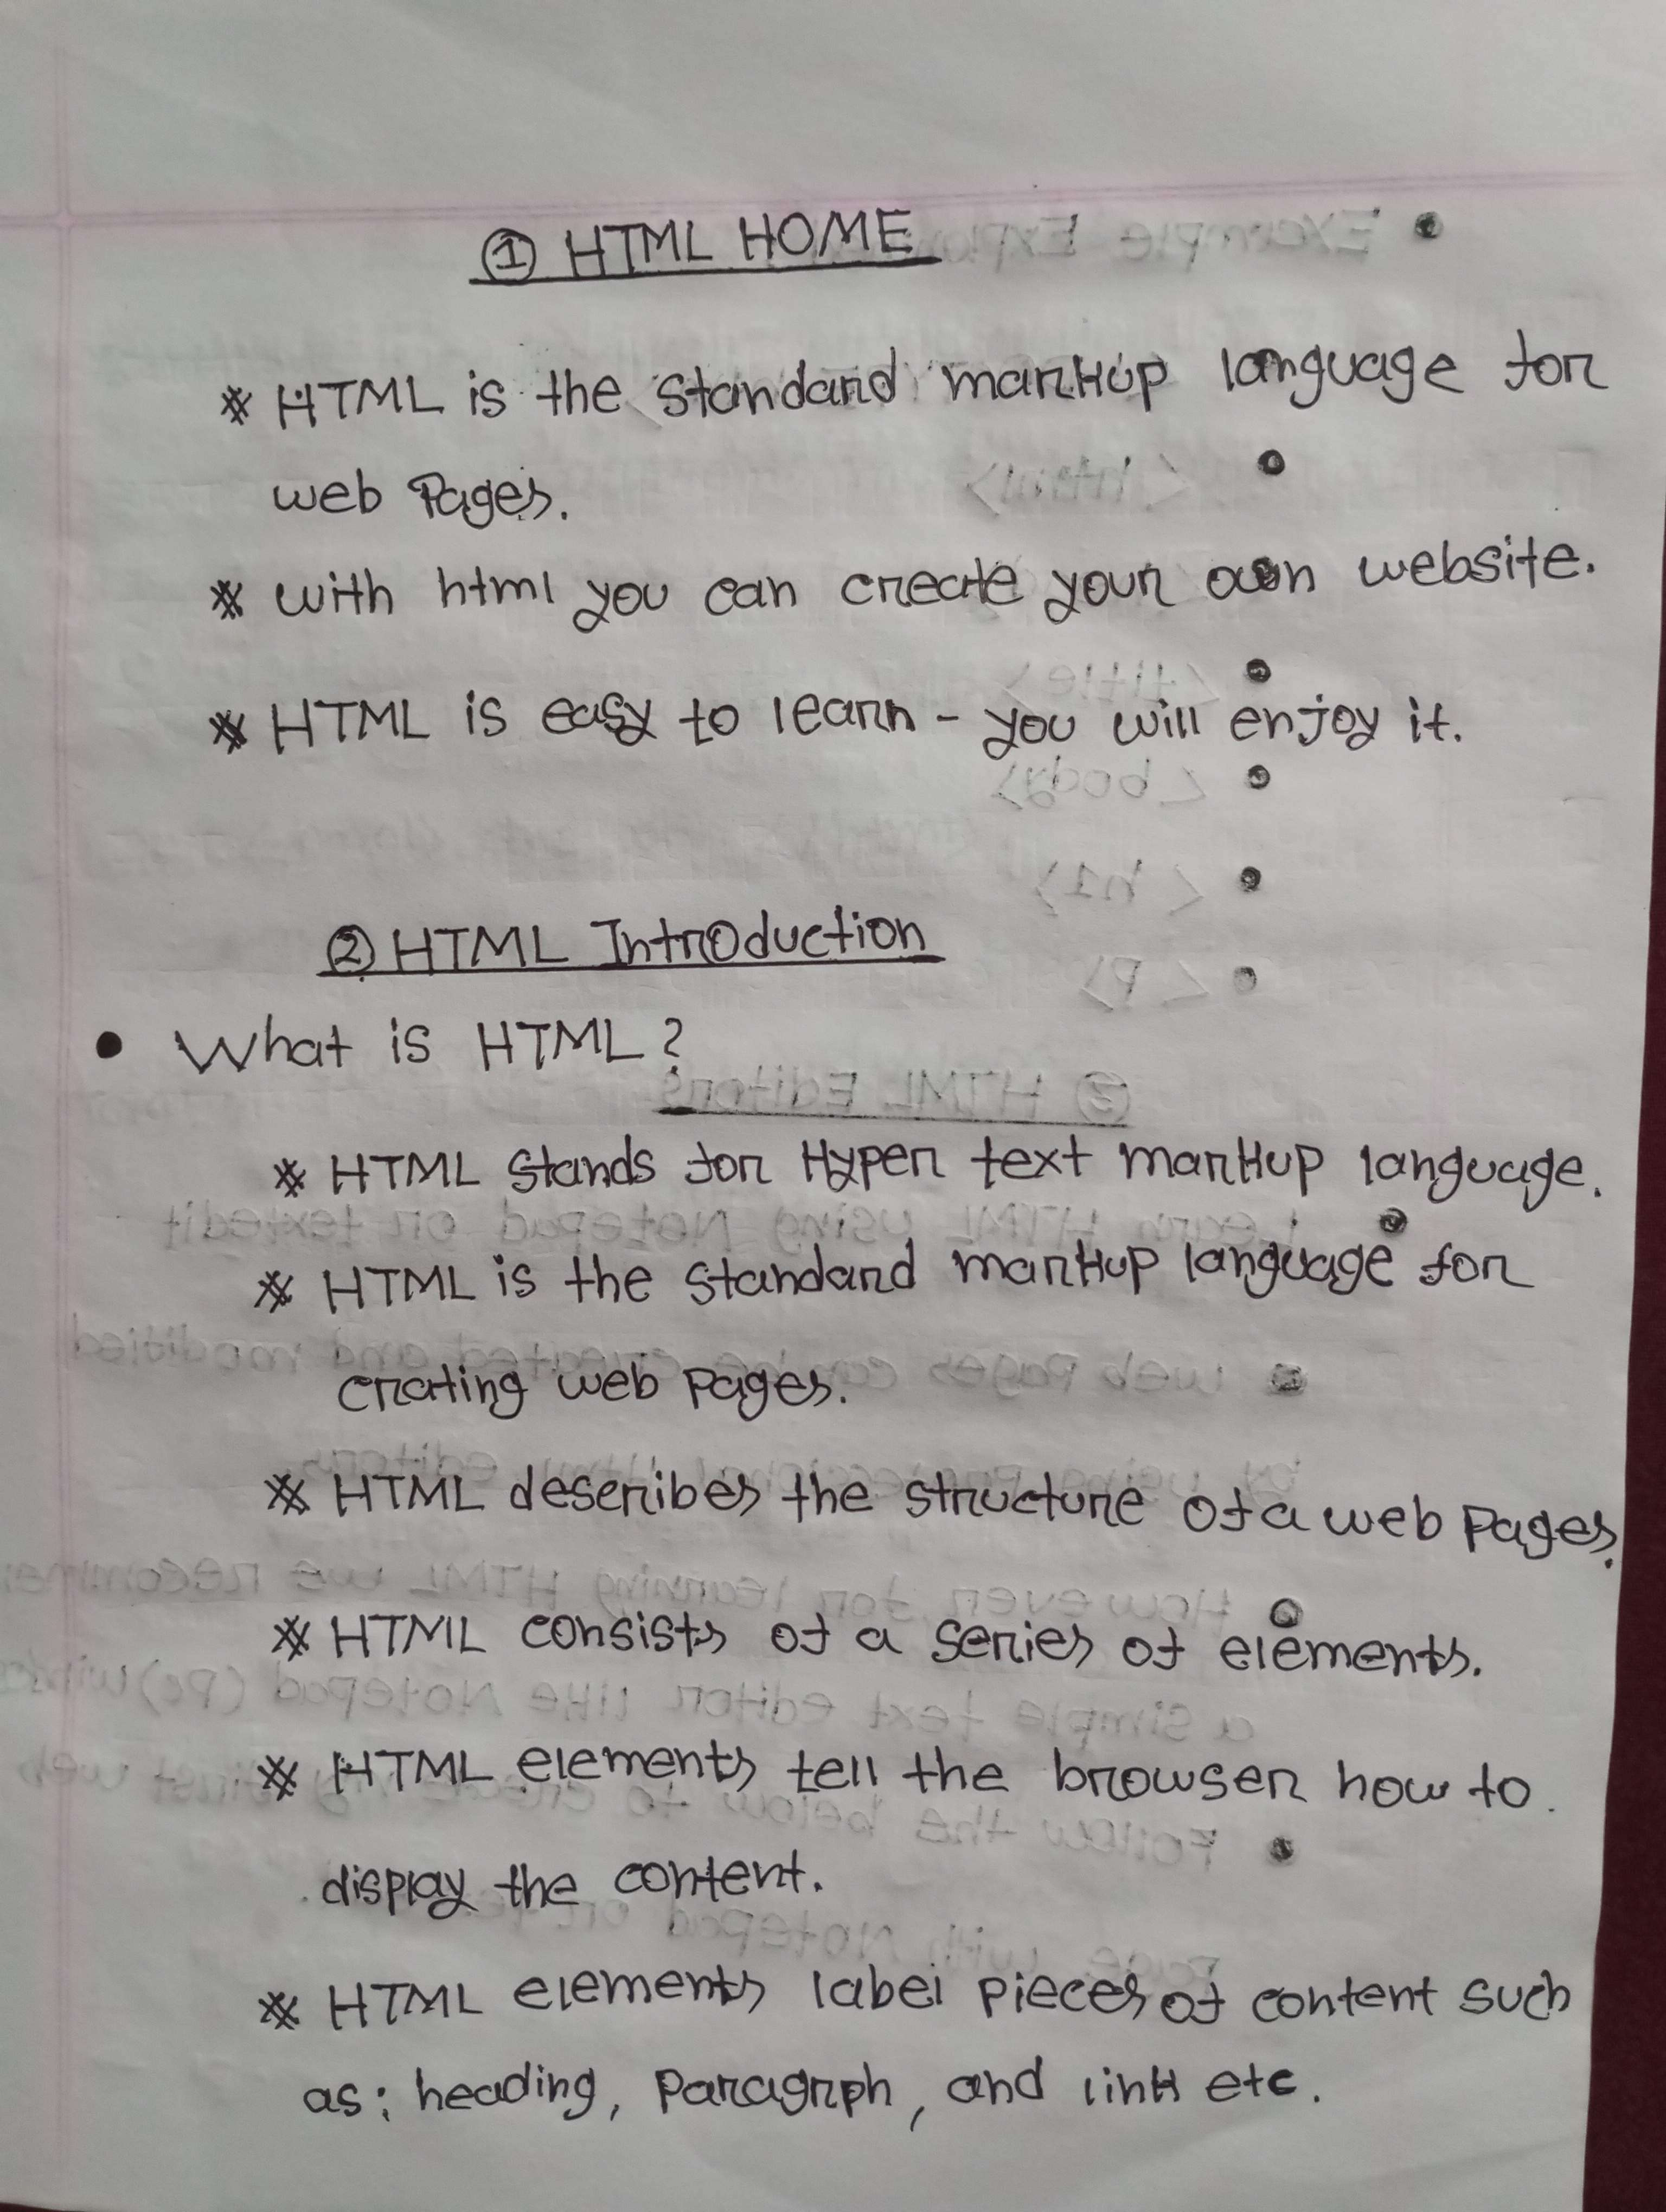 ① HTML HOME
* HTML is the standard markup language for
web Pages.
* with html you can create your own website.
* HTML is easy to learn - you will enjoy it.
② HTML Introduction
• What is HTML?
* HTML stands for Hyper text markup language.
* HTML is the standard markup language for
crating web pages.
* HTML describes the structure of a web pages.
* HTML consists of a series of elements.
* HTML elements tell the browser how to
display the content.
* HTML elements label pieces of content such
as; heading, Paragrph, and link etc.